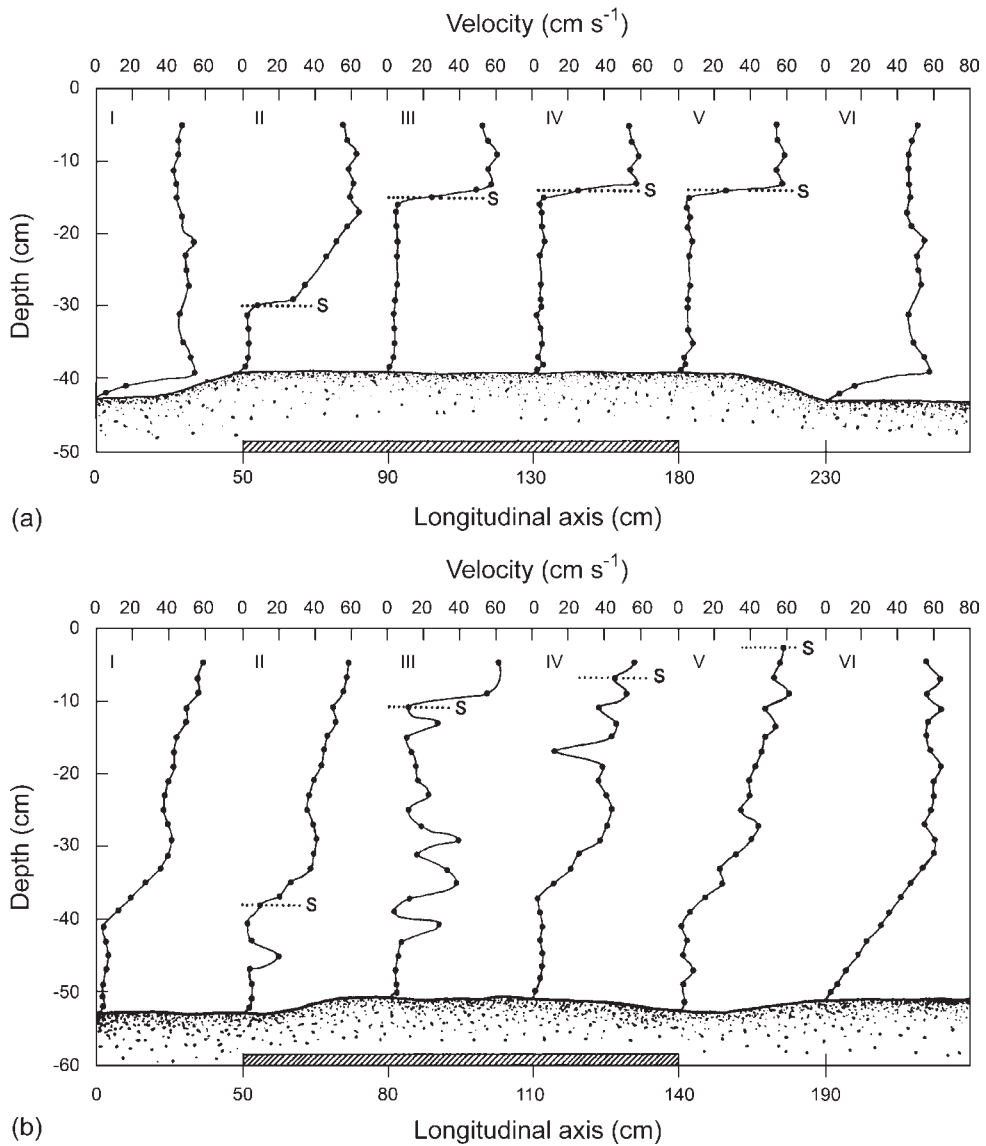 Velocity (cm s-1)
0 20 40 60 0 20 40 60 0 20 40 60 0 20 40 60 0 20 40 60 0 20 40 60 80
0
I II III IV V VI
-10
S S S
-20
Depth (cm)
-30
S
-40
-50
0 50 90 130 180 230
(a)
Longitudinal axis (cm)
Velocity (cm s-1)
0 20 40 60 0 20 40 60 0 20 40 60 0 20 40 60 0 20 40 60 0 20 40 60 80
0
S
I II III IV V VI
S
-10
S
-20
-30
Depth (cm)
S
-40
-50
-60
0 50 80 110 140 190
(b)
Longitudinal axis (cm)